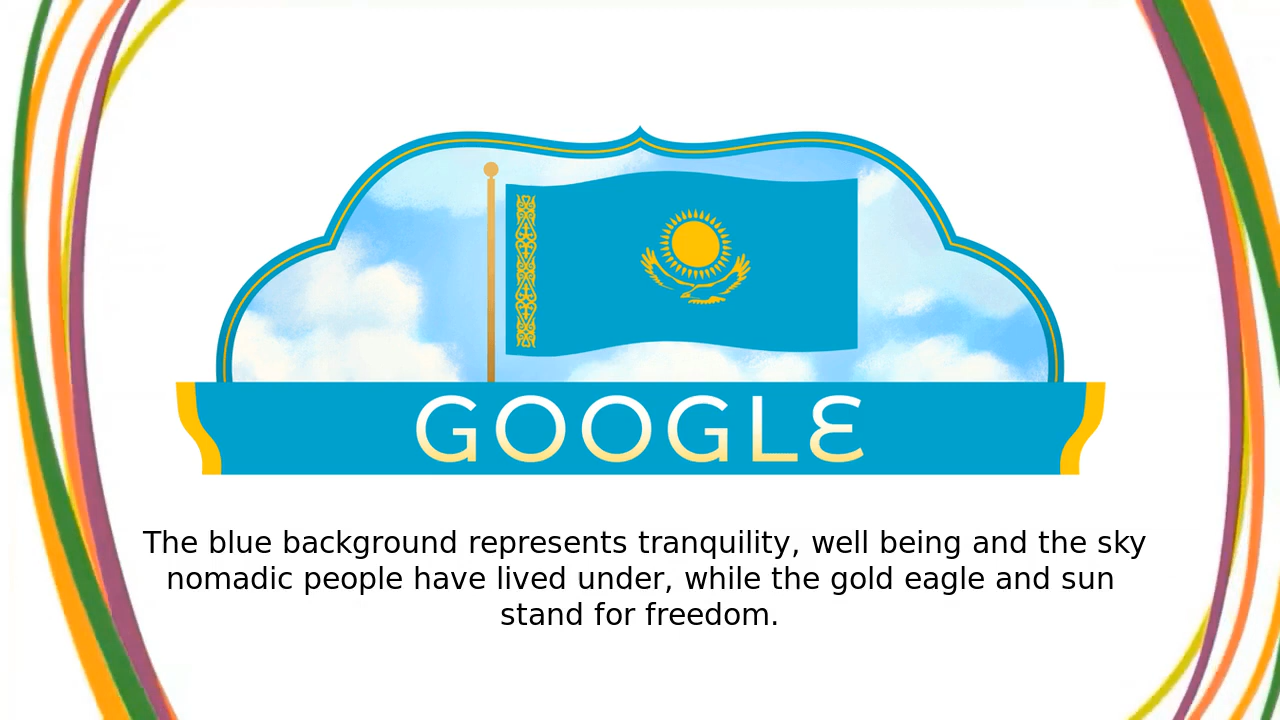 GOOGLE
The blue background represents tranquility, well being and the sky
nomadic people have lived under, while the gold eagle and sun
stand for freedom.